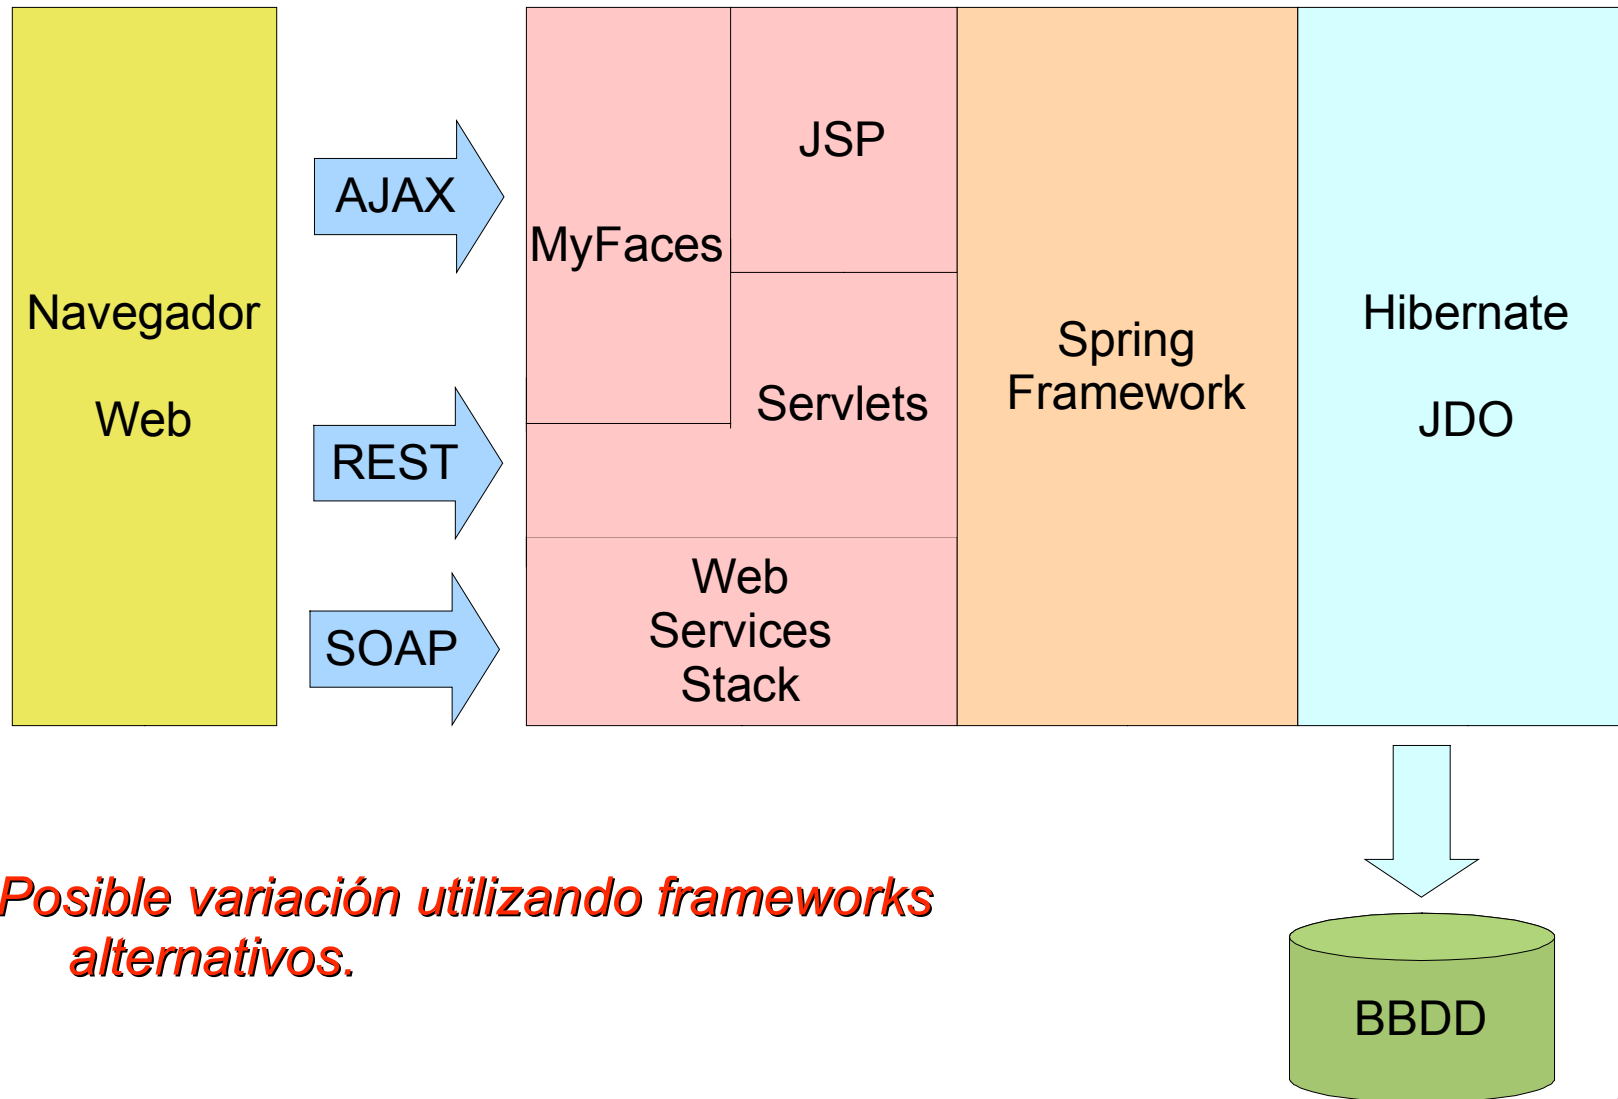 Navegador
Web
AJAX
REST
SOAP
MyFaces
JSP
Servlets
Web
Services
Stack
Spring
Framework
Hibernate
JDO
Posible variación utilizando frameworks
alternativos.
BBDD